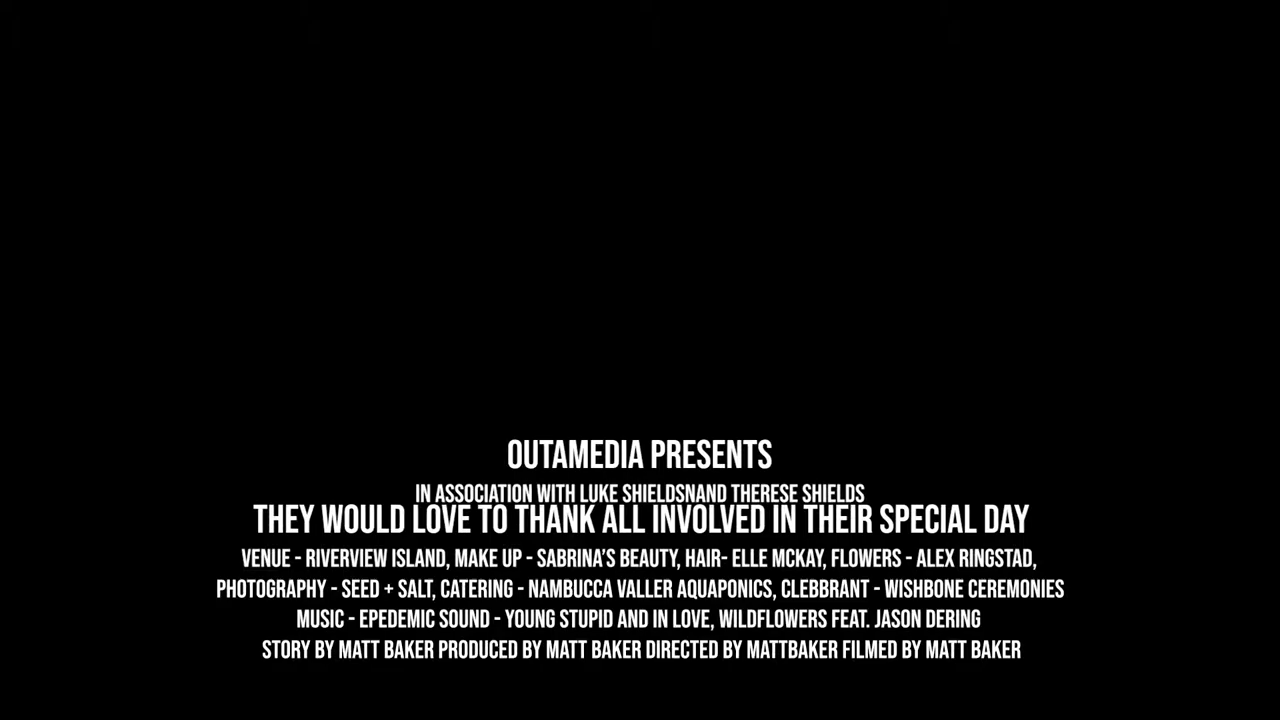 OUTAMEDIA PRESENTS
IN ASSOCIATION WITH LUKE SHIELDSNAND THERESE SHIELDS
THEY WOULD LOVE TO THANK ALL INVOLVED IN THEIR SPECIAL DAY
VENUE - RIVERVIEW ISLAND, MAKE UP - SABRINA'S BEAUTY, HAIR- ELLE MCKAY, FLOWERS - ALEX RINGSTAD,
PHOTOGRAPHY - SEED + SALT, CATERING - NAMBUCCA VALLER AQUAPONICS, CLEBBRANT - WISHBONE CEREMONIES
MUSIC - EPEDEMIC SOUND - YOUNG STUPID AND IN LOVE, WILDFLOWERS FEAT. JASON DERING
STORY BY MATT BAKER PRODUCED BY MATT BAKER DIRECTED BY MATTBAKER FILMED BY MATT BAKER